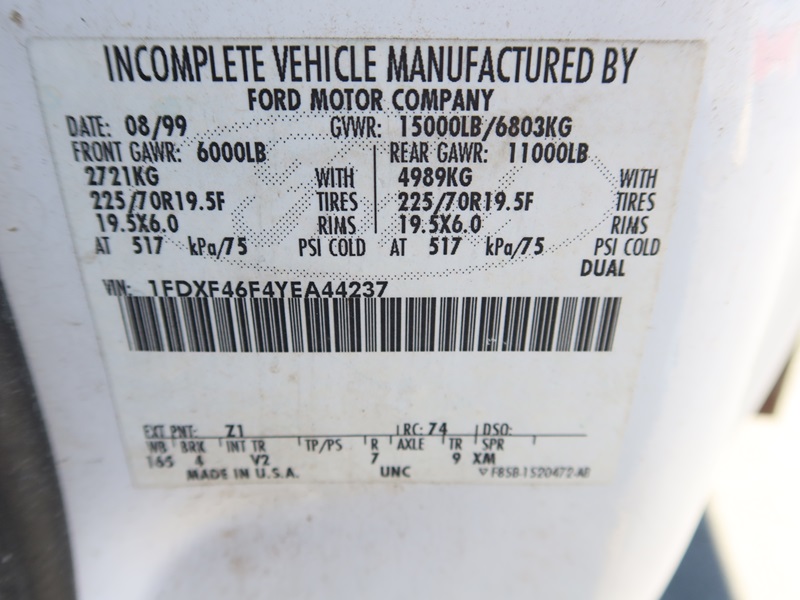 INCOMPLETE VEHICLE MANUFACTURED BY
FORD MOTOR COMPANY
DATE: 08/99 GVWR: 15000LB/6803KG
FRONT GAWR: 6000LB REAR GAWR: 11000LB
2721KG WITH 4989KG WITH
225/70R19.5F TIRES 225/70R19.5F TIRES
19.5X6.0 RIMS 19.5X6.0 RIMS
AT 517 kPa/75 PSI COLD AT 517 kPa/75 PSI COLD
DUAL
VIN: 1FDXF46F4YEA44237
EXT PNT: Z1 RC: 74 DSO:
WB BRK INT TR TP/PS R AXLE TR SPR
165 4 V2 7 9 XM
MADE IN U.S.A. UNC F85B-1520472-AB